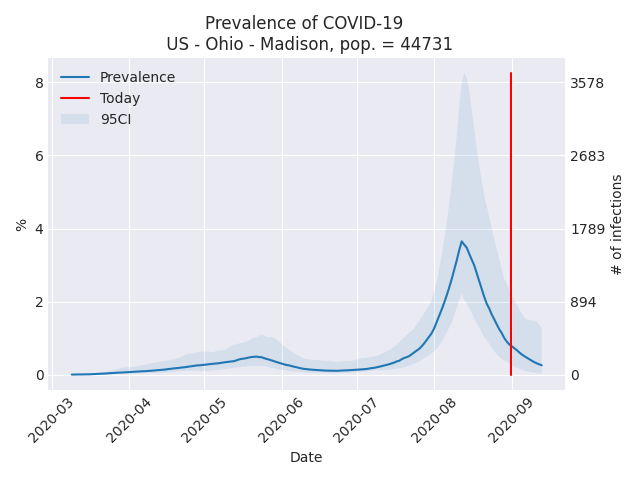 Prevalence of COVID-19
US - Ohio - Madison, pop. = 44731
Prevalence
Today
95CI
8
6
4
2
0
%
3578
2683
1789
894
0
# of infections
2020-03
2020-04
2020-05
2020-06
2020-07
2020-08
2020-09
Date